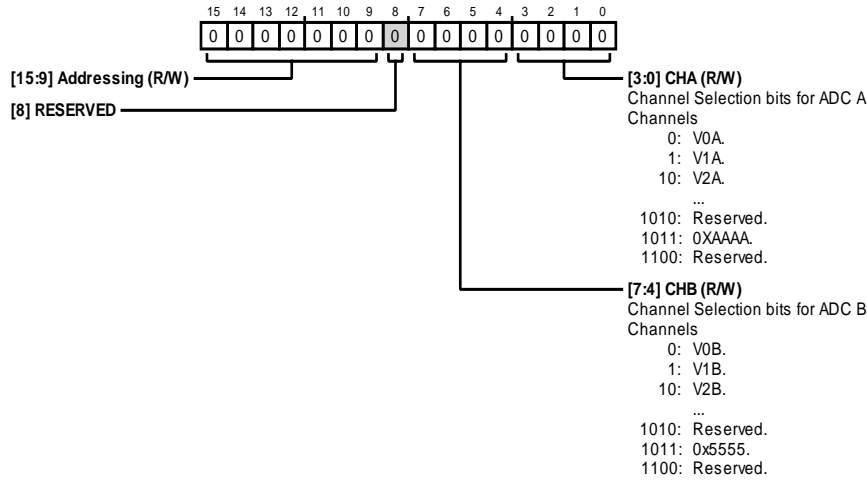 15 14 13 12 11 10 9 8 7 6 5 4 3 2 1 0
0 0 0 0 0 0 0 0 0 0 0 0 0 0 0 0
[15:9] Addressing (R/W)
[8] RESERVED
[3:0] CHA (R/W)
Channel Selection bits for ADC A
Channels
0: V0A.
1: V1A.
10: V2A.
...
1010: Reserved.
1011: 0XAAAA.
1100: Reserved.
[7:4] CHB (R/W)
Channel Selection bits for ADC B
Channels
0: V0B.
1: V1B.
10: V2B.
...
1010: Reserved.
1011: 0x5555.
1100: Reserved.